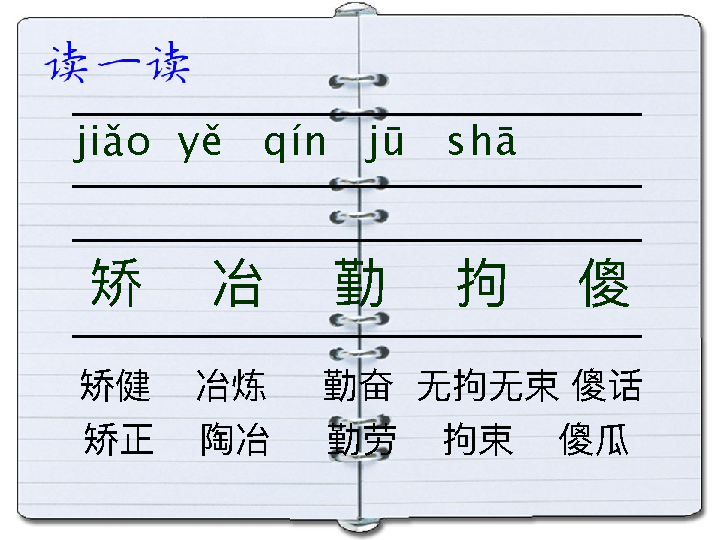 读一读
jiǎo yě qín jū shǎ
矫 冶 勤 拘 傻
矫健 冶炼 勤奋 无拘无束 傻话
矫正 陶冶 勤劳 拘束 傻瓜